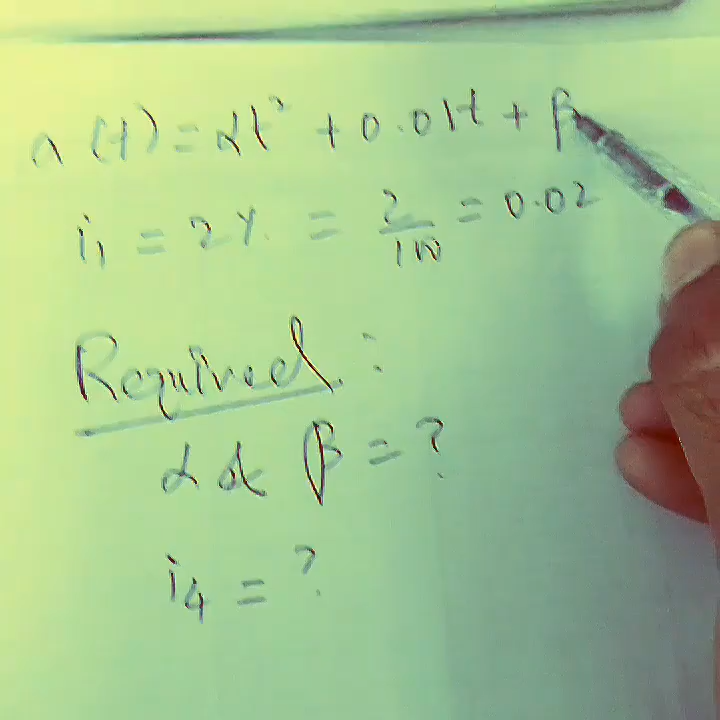 a(t) = αt² + 0.01t + β
i₁ = 2% = 2/100 = 0.02
Required:
α & β = ?
i₄ = ?